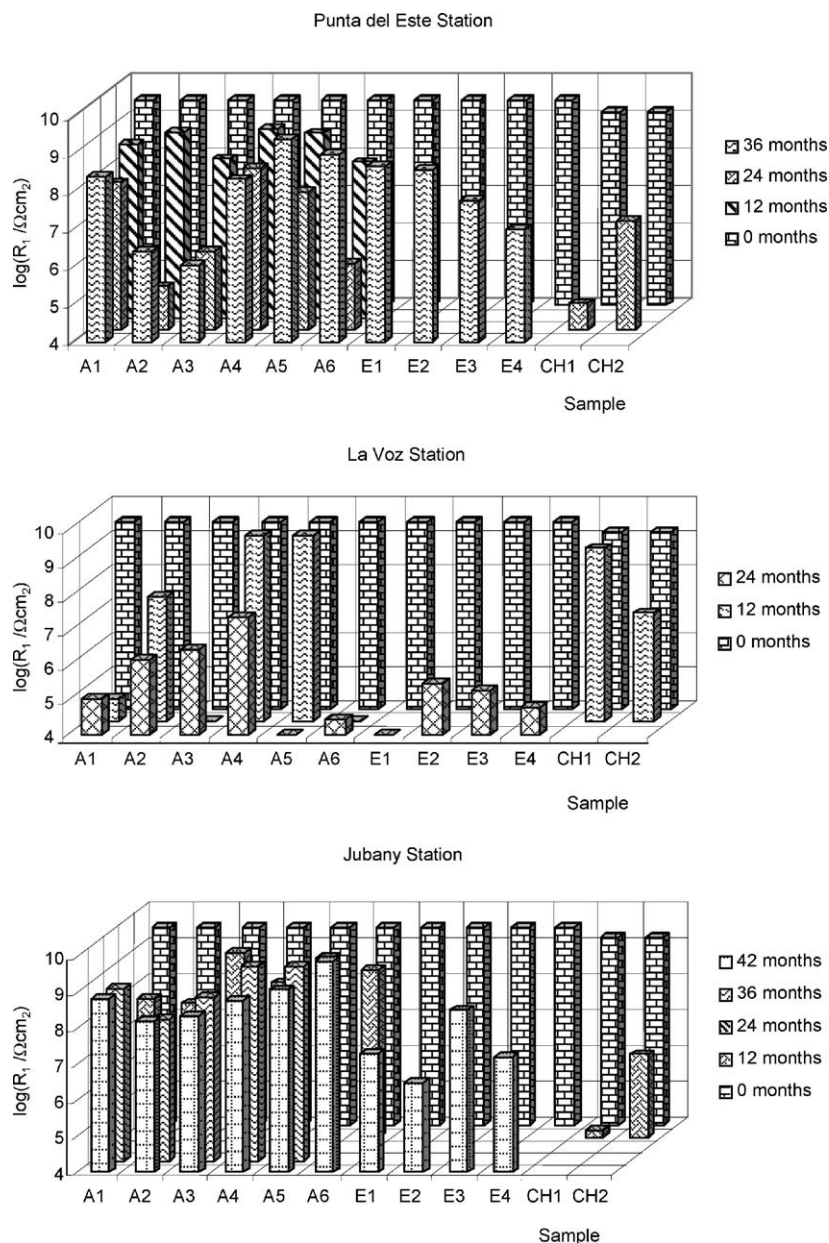 Punta del Este Station
log(R₁ /Ωcm₂)
10
9
8
7
6
5
4
A1 A2 A3 A4 A5 A6 E1 E2 E3 E4 CH1 CH2
Sample
36 months
24 months
12 months
0 months
La Voz Station
log(R₁ /Ωcm₂)
10
9
8
7
6
5
4
A1 A2 A3 A4 A5 A6 E1 E2 E3 E4 CH1 CH2
Sample
24 months
12 months
0 months
Jubany Station
log(R₁ /Ωcm₂)
10
9
8
7
6
5
4
A1 A2 A3 A4 A5 A6 E1 E2 E3 E4 CH1 CH2
Sample
42 months
36 months
24 months
12 months
0 months